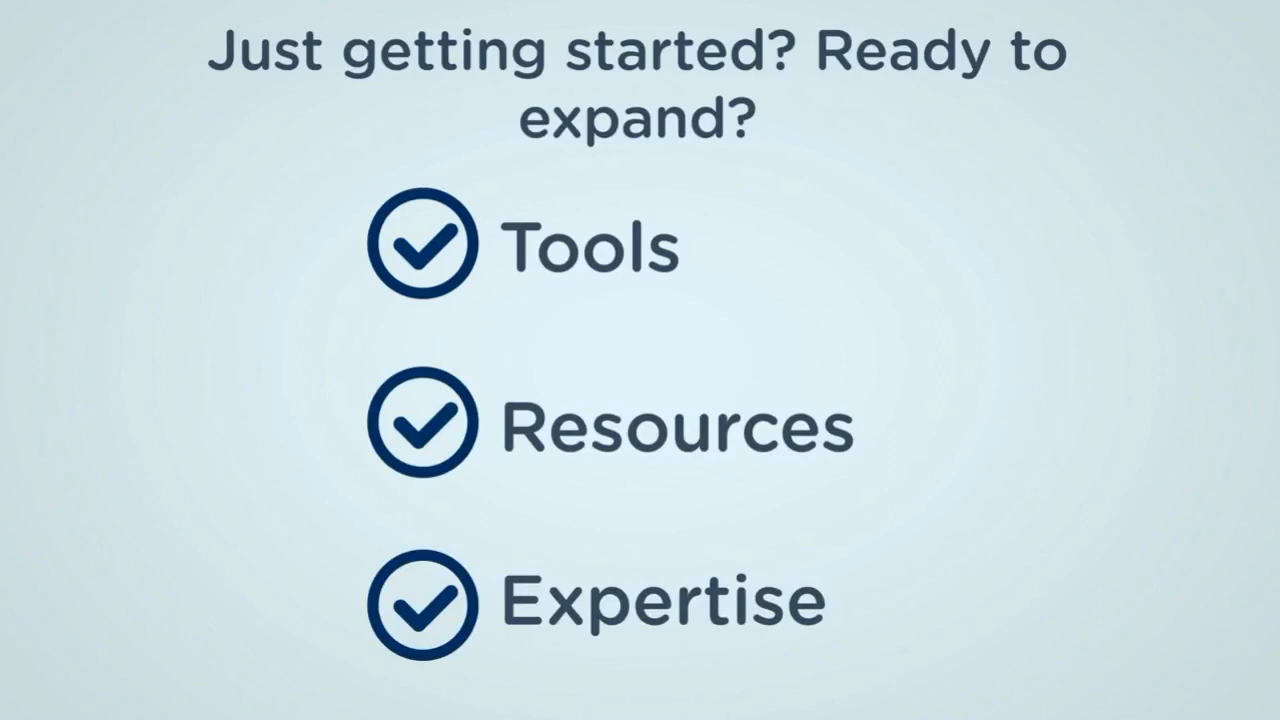 Just getting started? Ready to
expand?
Tools
Resources
Expertise